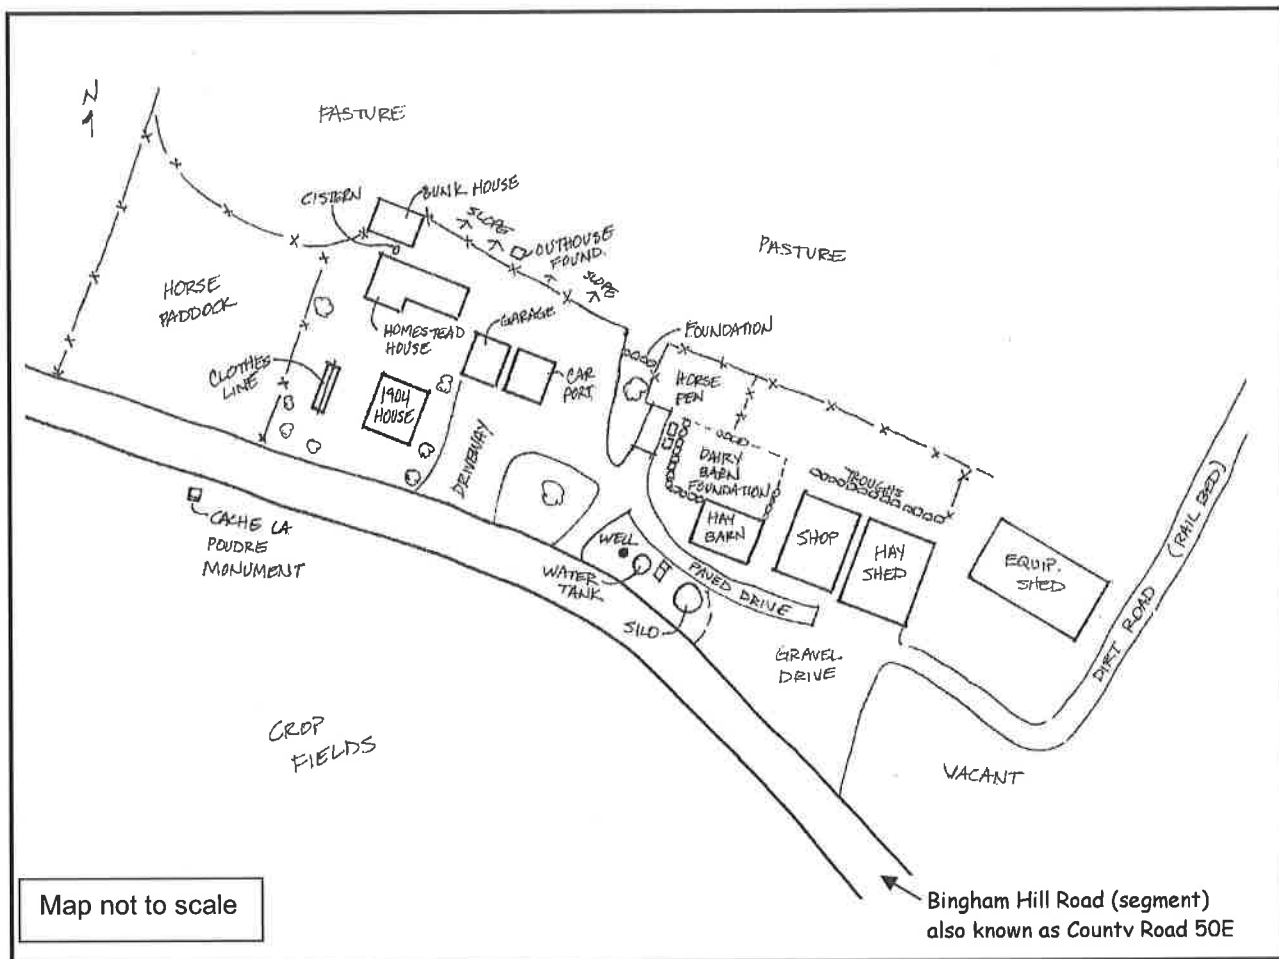 N
PASTURE
CISTERN
BUNK HOUSE
SLOPE
OUTHOUSE
FOUND.
SLOPE
PASTURE
HORSE
PADDOCK
HOMESTEAD
HOUSE
GARAGE
FOUNDATION
CLOTHES
LINE
1904
HOUSE
CAR
PORT
HORSE
PEN
DRIVEWAY
DAIRY
BARN
FOUNDATION
TROUGHS
(RAIL BED)
DIRT ROAD
CACHE LA
POUDRE
MONUMENT
WELL
WATER
TANK
HAY
BARN
SHOP
HAY
SHED
EQUIP.
SHED
PAVED DRIVE
SILO
GRAVEL
DRIVE
CROP
FIELDS
VACANT
Map not to scale
Bingham Hill Road (segment)
also known as County Road 50E